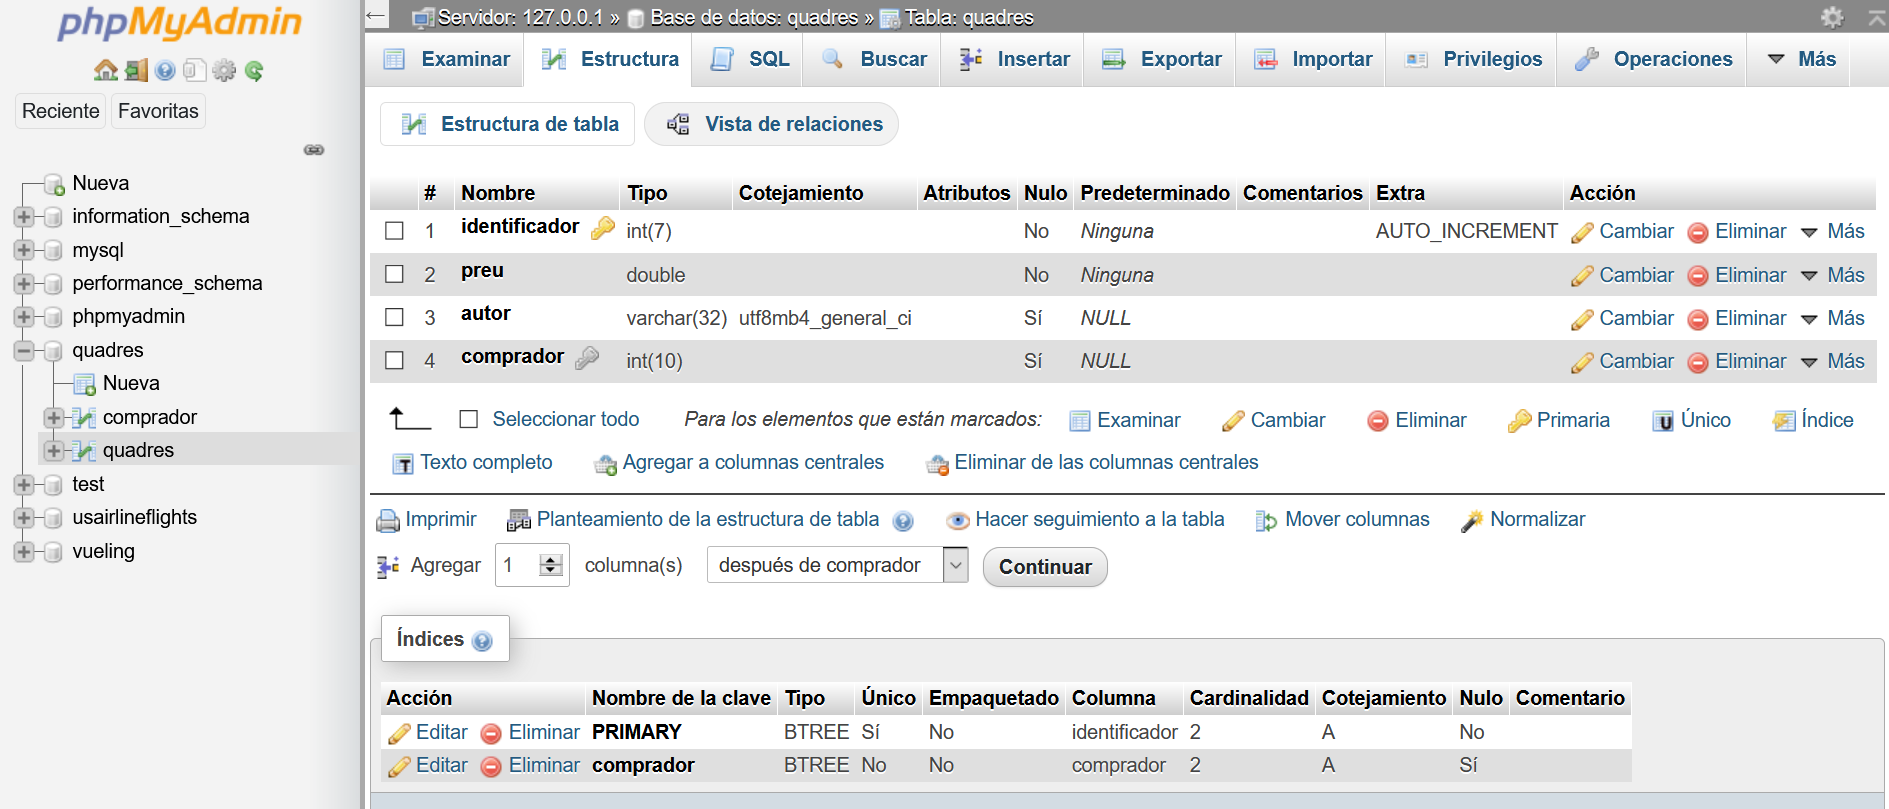 phpMyAdmin
Reciente Favoritas
Nueva
information_schema
mysql
performance_schema
phpmyadmin
quadres
Nueva
comprador
quadres
test
usairlineflights
vueling
Servidor: 127.0.0.1 » Base de datos: quadres » Tabla: quadres
Examinar Estructura SQL Buscar Insertar Exportar Importar Privilegios Operaciones Más
Estructura de tabla Vista de relaciones
# Nombre Tipo Cotejamiento Atributos Nulo Predeterminado Comentarios Extra Acción
1 identificador int(7) No Ninguna AUTO_INCREMENT Cambiar Eliminar Más
2 preu double No Ninguna Cambiar Eliminar Más
3 autor varchar(32) utf8mb4_general_ci Sí NULL Cambiar Eliminar Más
4 comprador int(10) Sí NULL Cambiar Eliminar Más
Seleccionar todo Para los elementos que están marcados: Examinar Cambiar Eliminar Primaria Único Índice
Texto completo Agregar a columnas centrales Eliminar de las columnas centrales
Imprimir Planteamiento de la estructura de tabla Hacer seguimiento a la tabla Mover columnas Normalizar
Agregar 1 columna(s) después de comprador Continuar
Índices
Acción Nombre de la clave Tipo Único Empaquetado Columna Cardinalidad Cotejamiento Nulo Comentario
Editar Eliminar PRIMARY BTREE Sí No identificador 2 A No
Editar Eliminar comprador BTREE No No comprador 2 A Sí